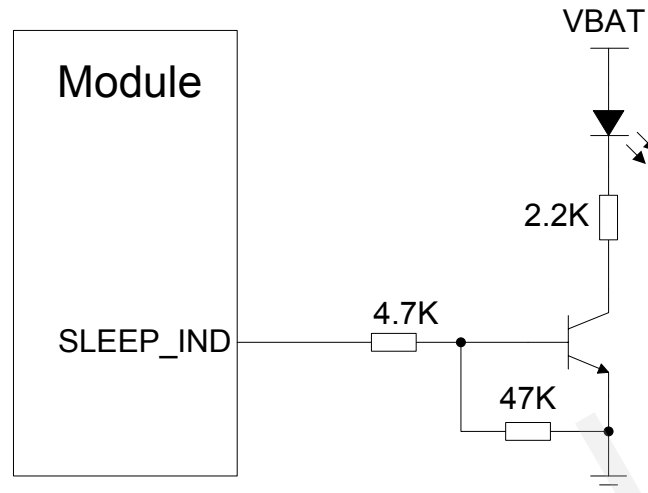 VBAT
Module
2.2K
4.7K
SLEEP_IND
47K